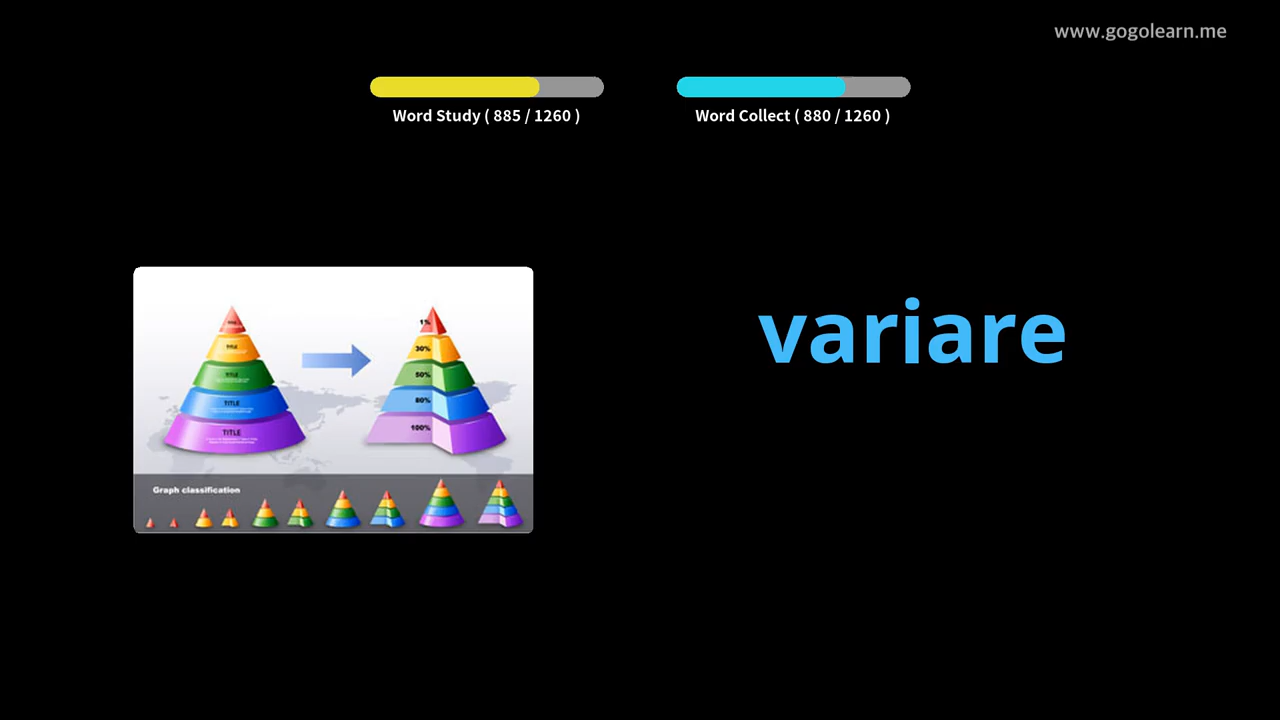 www.gogolearn.me
Word Study ( 885 / 1260 )
Word Collect ( 880 / 1260 )
variare
TITLE
TITLE
TITLE
TITLE
1%
30%
50%
80%
100%
Graph classification